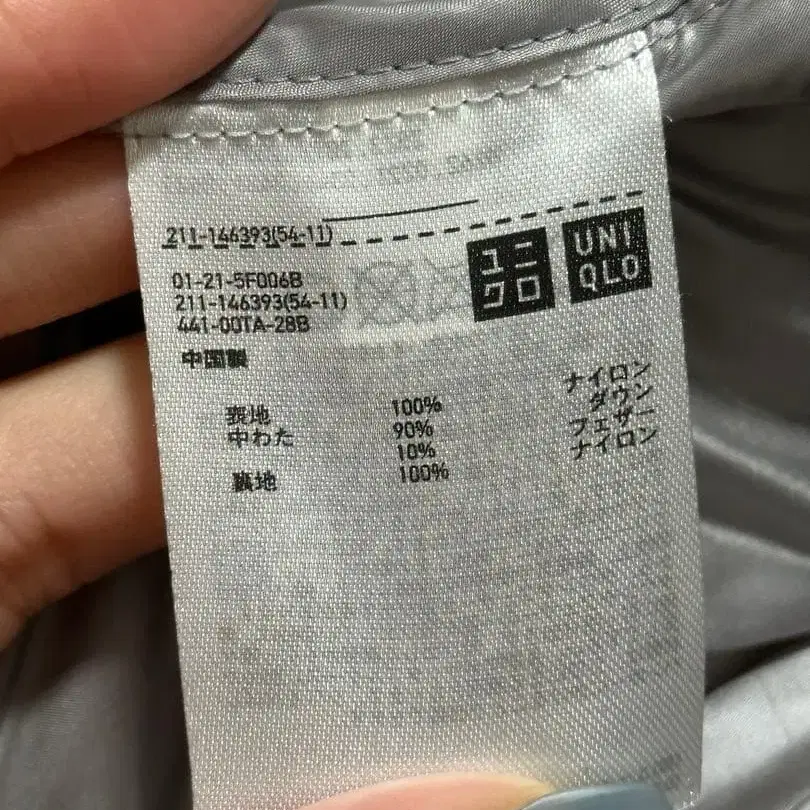 211-146393(54-11)
ユニクロ
UNIQLO
01-21-5F006B
211-146393(54-11)
441-00TA-28B
中国製
表地 100% ナイロン
中わた 90% ダウン
10% フェザー
裏地 100% ナイロン